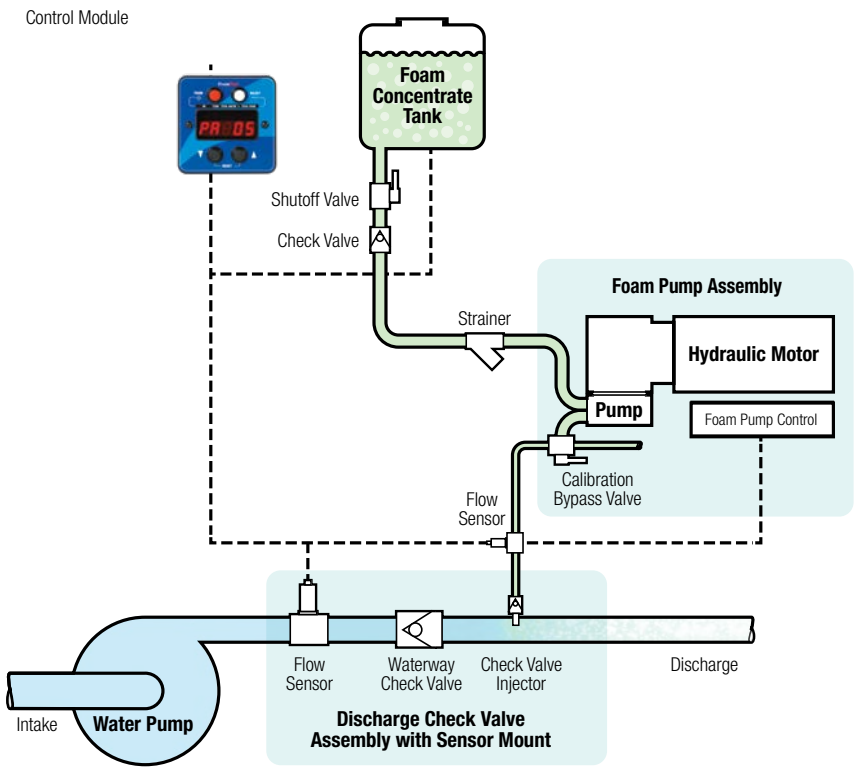 Control Module
Foam
Concentrate
Tank
PA 05
Shutoff Valve
Check Valve
Foam Pump Assembly
Strainer
Hydraulic Motor
Pump
Foam Pump Control
Calibration
Bypass Valve
Flow
Sensor
Flow
Sensor
Waterway
Check Valve
Check Valve
Injector
Discharge
Intake
Water Pump
Discharge Check Valve
Assembly with Sensor Mount